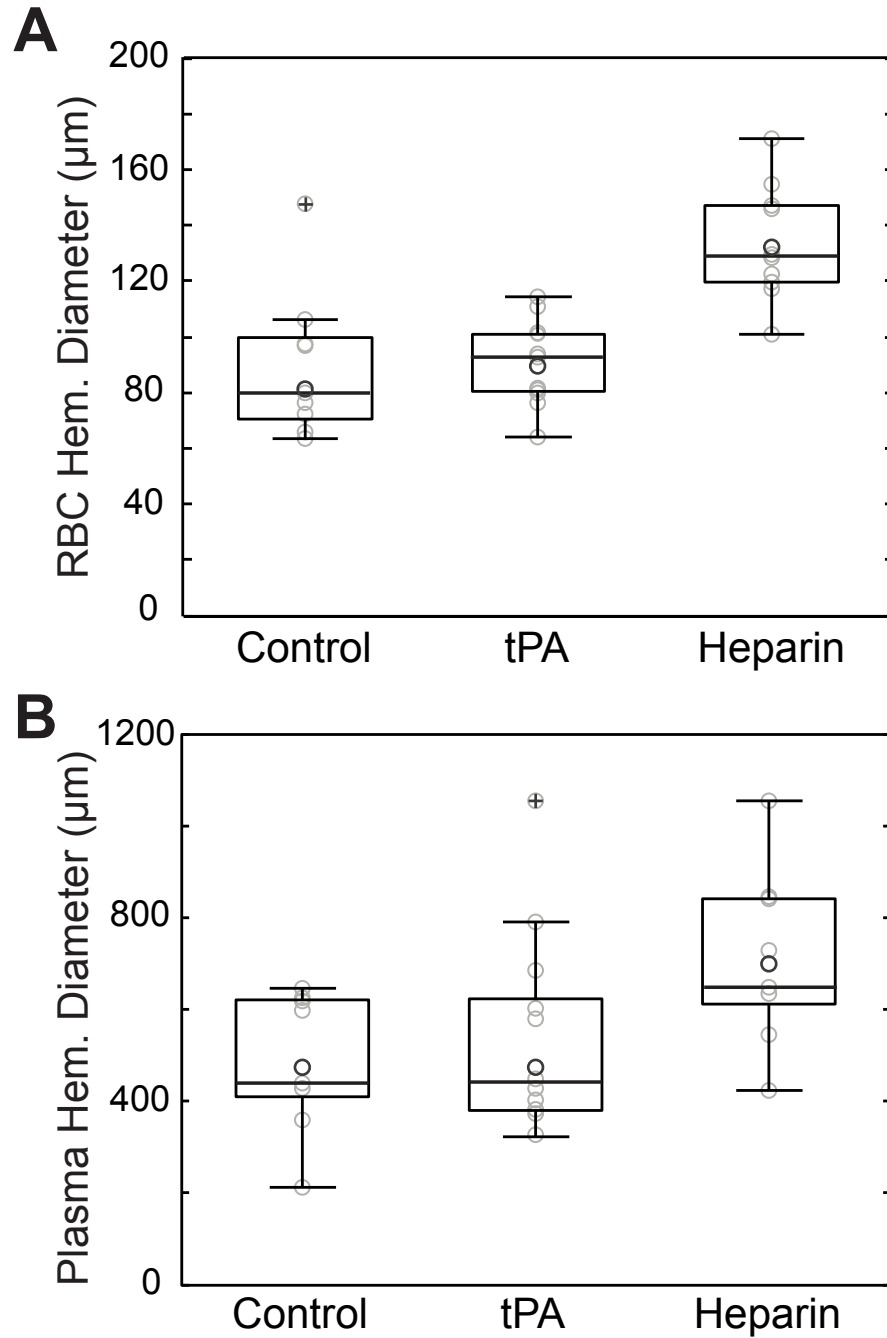 A
200
160
120
80
40
0
RBC Hem. Diameter (µm)
Control tPA Heparin
B
1200
800
400
0
Plasma Hem. Diameter (µm)
Control tPA Heparin